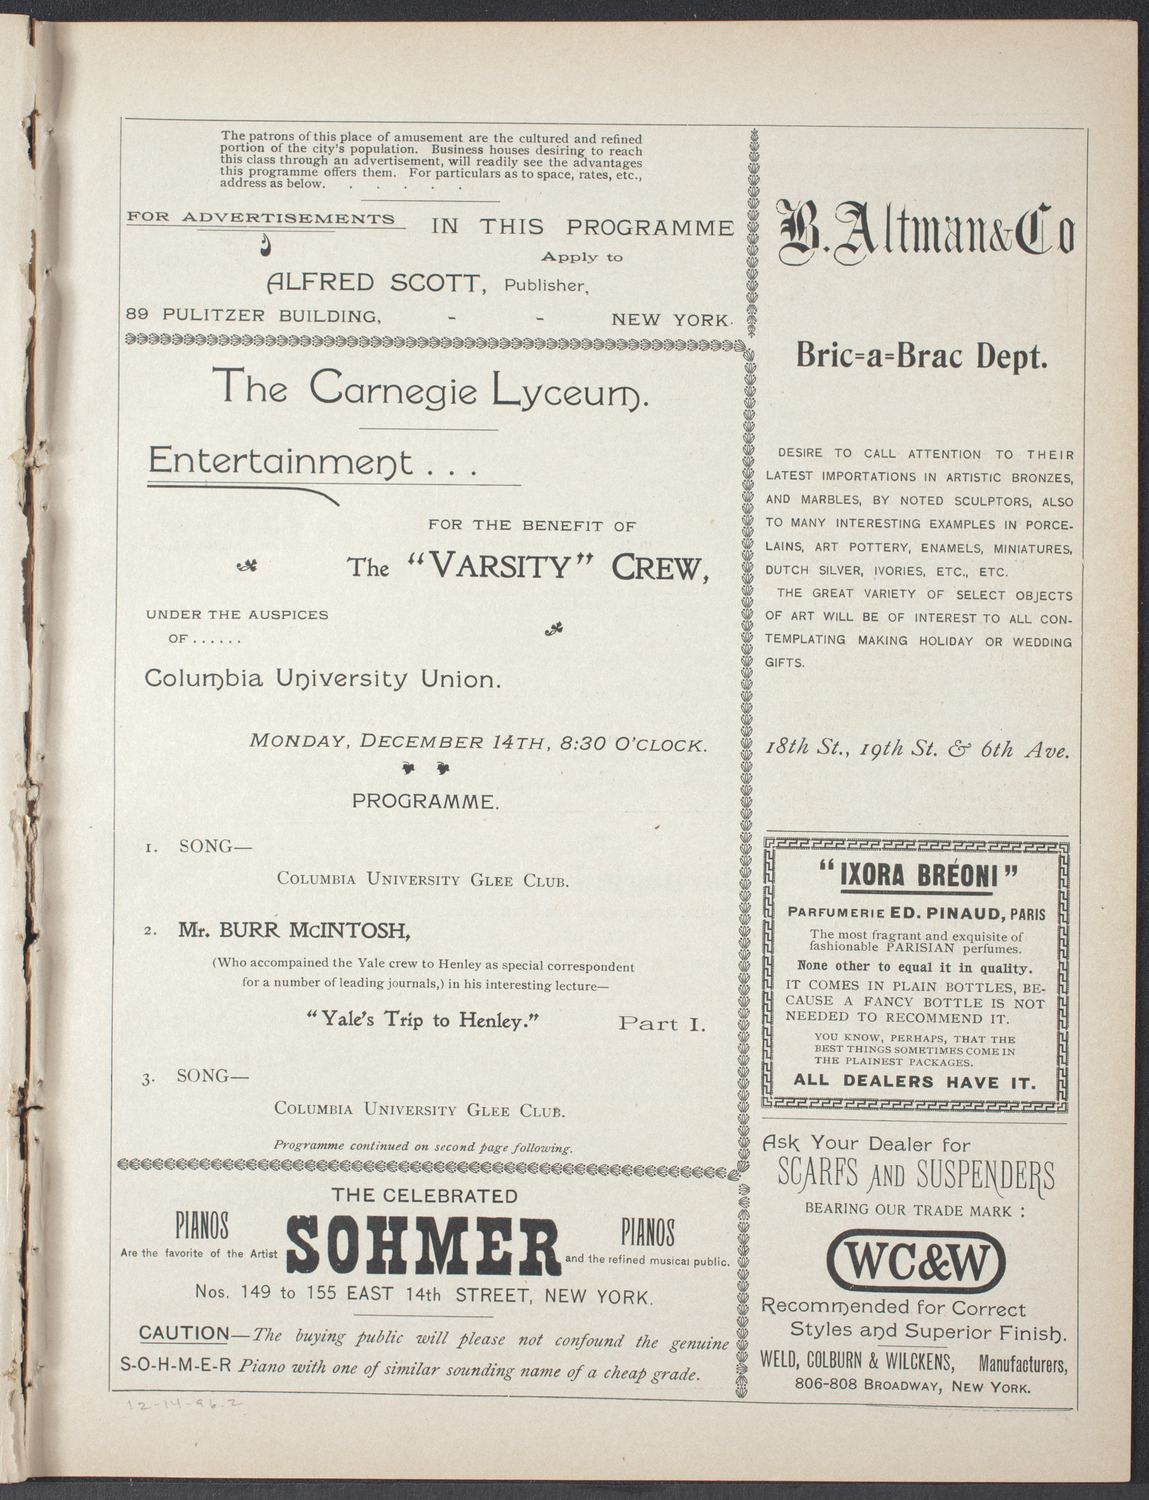 The patrons of this place of amusement are the cultured and refined
portion of the city's population. Business houses desiring to reach
this class through an advertisement, will readily see the advantages
this programme offers them. For particulars as to space, rates, etc.,
address as below. . . . . .
FOR ADVERTISEMENTS IN THIS PROGRAMME
Apply to
ALFRED SCOTT, Publisher,
89 PULITZER BUILDING, - - NEW YORK.
The Carnegie Lyceum.
Entertainment . . .
FOR THE BENEFIT OF
The "VARSITY" CREW,
UNDER THE AUSPICES
OF . . . . . .
Columbia University Union.
MONDAY, DECEMBER 14TH, 8:30 O'CLOCK.
PROGRAMME.
1. SONG—
COLUMBIA UNIVERSITY GLEE CLUB.
2. Mr. BURR McINTOSH,
(Who accompained the Yale crew to Henley as special correspondent
for a number of leading journals,) in his interesting lecture—
"Yale's Trip to Henley." Part I.
3. SONG—
COLUMBIA UNIVERSITY GLEE CLUB.
Programme continued on second page following.
THE CELEBRATED
PIANOS SOHMER PIANOS
Are the favorite of the Artist and the refined musical public.
Nos. 149 to 155 EAST 14th STREET, NEW YORK.
CAUTION—The buying public will please not confound the genuine
S-O-H-M-E-R Piano with one of similar sounding name of a cheap grade.
12-14-96.2
B. Altman & Co
Bric=a=Brac Dept.
DESIRE TO CALL ATTENTION TO THEIR
LATEST IMPORTATIONS IN ARTISTIC BRONZES,
AND MARBLES, BY NOTED SCULPTORS, ALSO
TO MANY INTERESTING EXAMPLES IN PORCE-
LAINS, ART POTTERY, ENAMELS, MINIATURES,
DUTCH SILVER, IVORIES, ETC., ETC.
THE GREAT VARIETY OF SELECT OBJECTS
OF ART WILL BE OF INTEREST TO ALL CON-
TEMPLATING MAKING HOLIDAY OR WEDDING
GIFTS.
18th St., 19th St. & 6th Ave.
"IXORA BRÉONI"
PARFUMERIE ED. PINAUD, PARIS
The most fragrant and exquisite of
fashionable PARISIAN perfumes.
None other to equal it in quality.
IT COMES IN PLAIN BOTTLES, BE-
CAUSE A FANCY BOTTLE IS NOT
NEEDED TO RECOMMEND IT.
YOU KNOW, PERHAPS, THAT THE
BEST THINGS SOMETIMES COME IN
THE PLAINEST PACKAGES.
ALL DEALERS HAVE IT.
Ask Your Dealer for
SCARFS AND SUSPENDERS
BEARING OUR TRADE MARK :
WC&W
Recommended for Correct
Styles and Superior Finish.
WELD, COLBURN & WILCKENS, Manufacturers,
806-808 BROADWAY, NEW YORK.